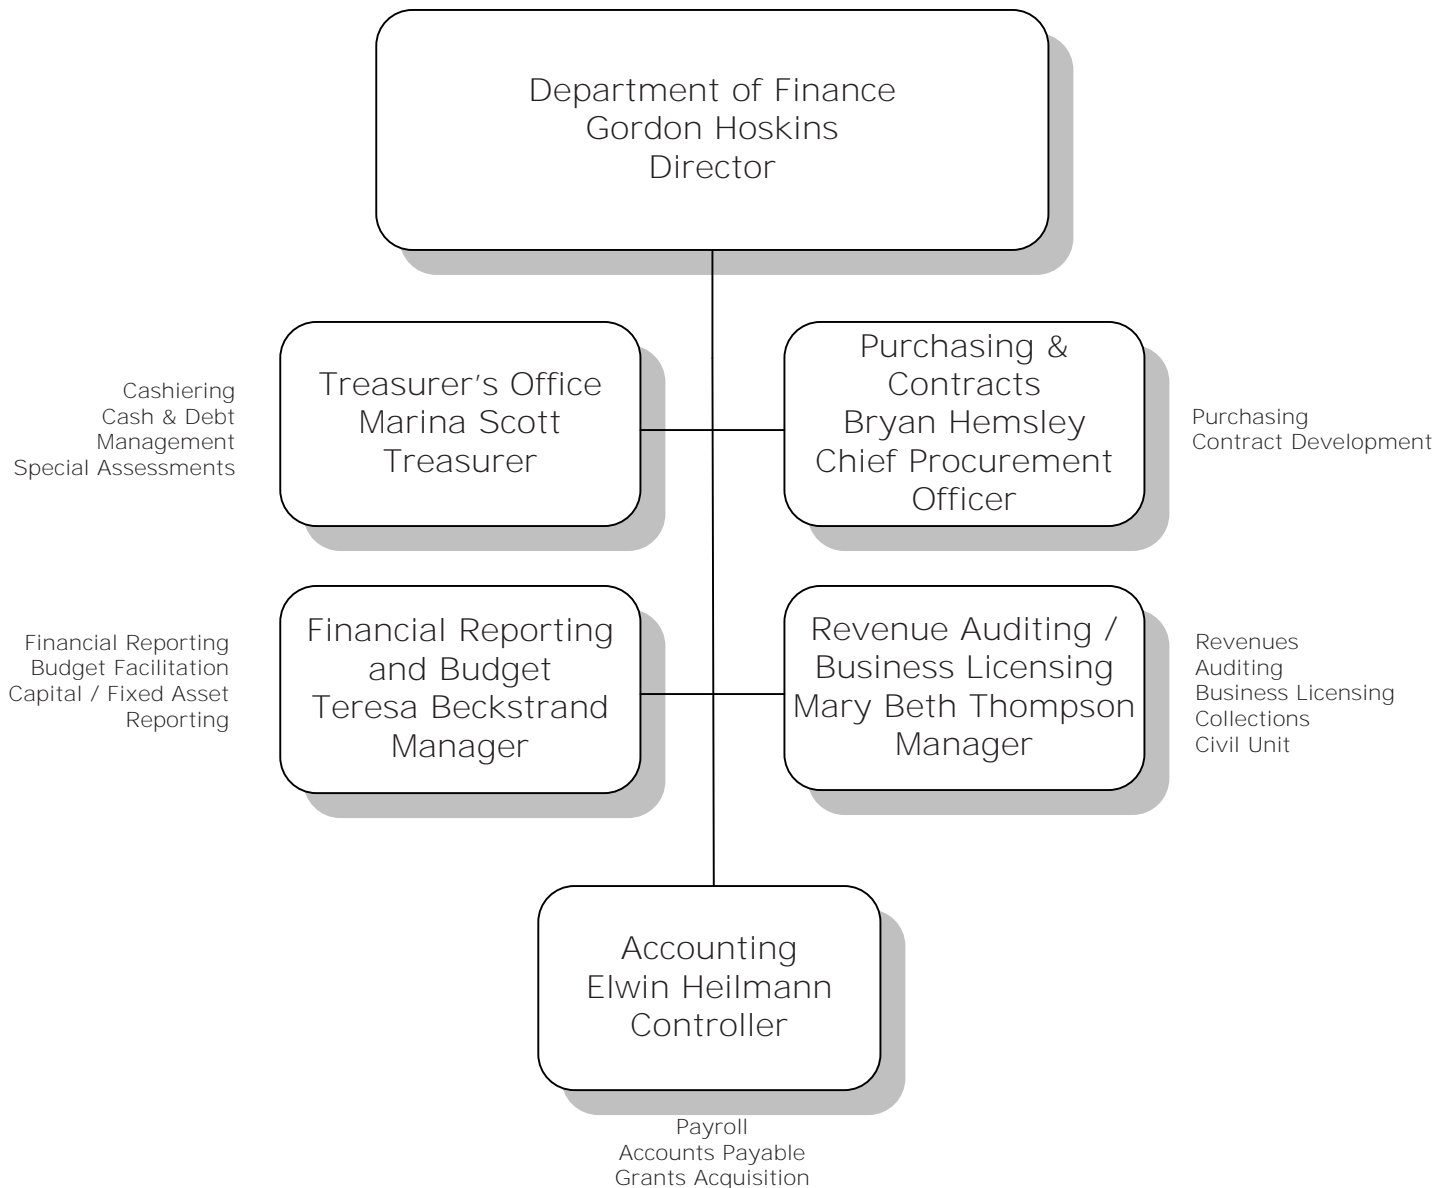 Department of Finance
Gordon Hoskins
Director
Cashiering
Cash & Debt
Management
Special Assessments
Treasurer's Office
Marina Scott
Treasurer
Purchasing &
Contracts
Bryan Hemsley
Chief Procurement
Officer
Purchasing
Contract Development
Financial Reporting
Budget Facilitation
Capital / Fixed Asset
Reporting
Financial Reporting
and Budget
Teresa Beckstrand
Manager
Revenue Auditing /
Business Licensing
Mary Beth Thompson
Manager
Revenues
Auditing
Business Licensing
Collections
Civil Unit
Accounting
Elwin Heilmann
Controller
Payroll
Accounts Payable
Grants Acquisition